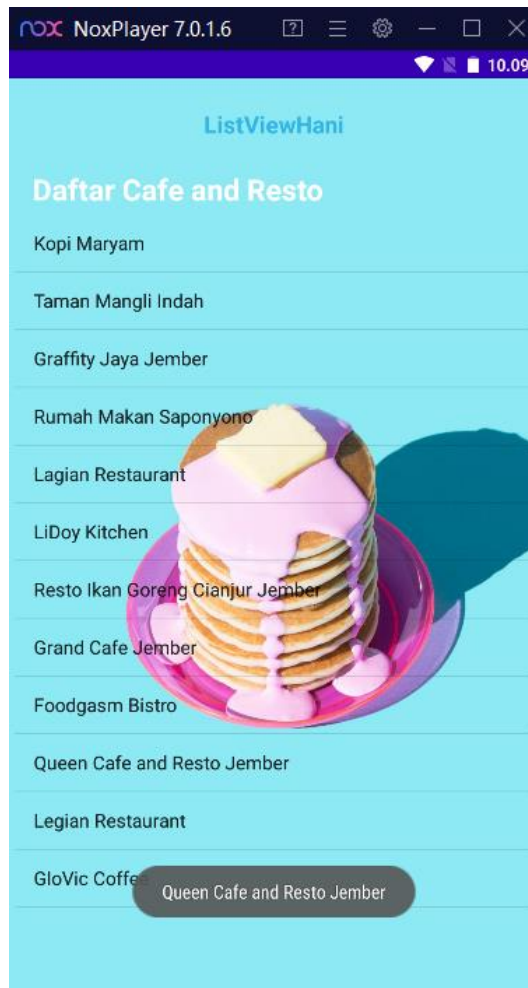 nox NoxPlayer 7.0.1.6
10.09
ListViewHani
Daftar Cafe and Resto
Kopi Maryam
Taman Mangli Indah
Graffity Jaya Jember
Rumah Makan Saponyono
Lagian Restaurant
LiDoy Kitchen
Resto Ikan Goreng Cianjur Jember
Grand Cafe Jember
Foodgasm Bistro
Queen Cafe and Resto Jember
Legian Restaurant
GloVic Coffee
Queen Cafe and Resto Jember